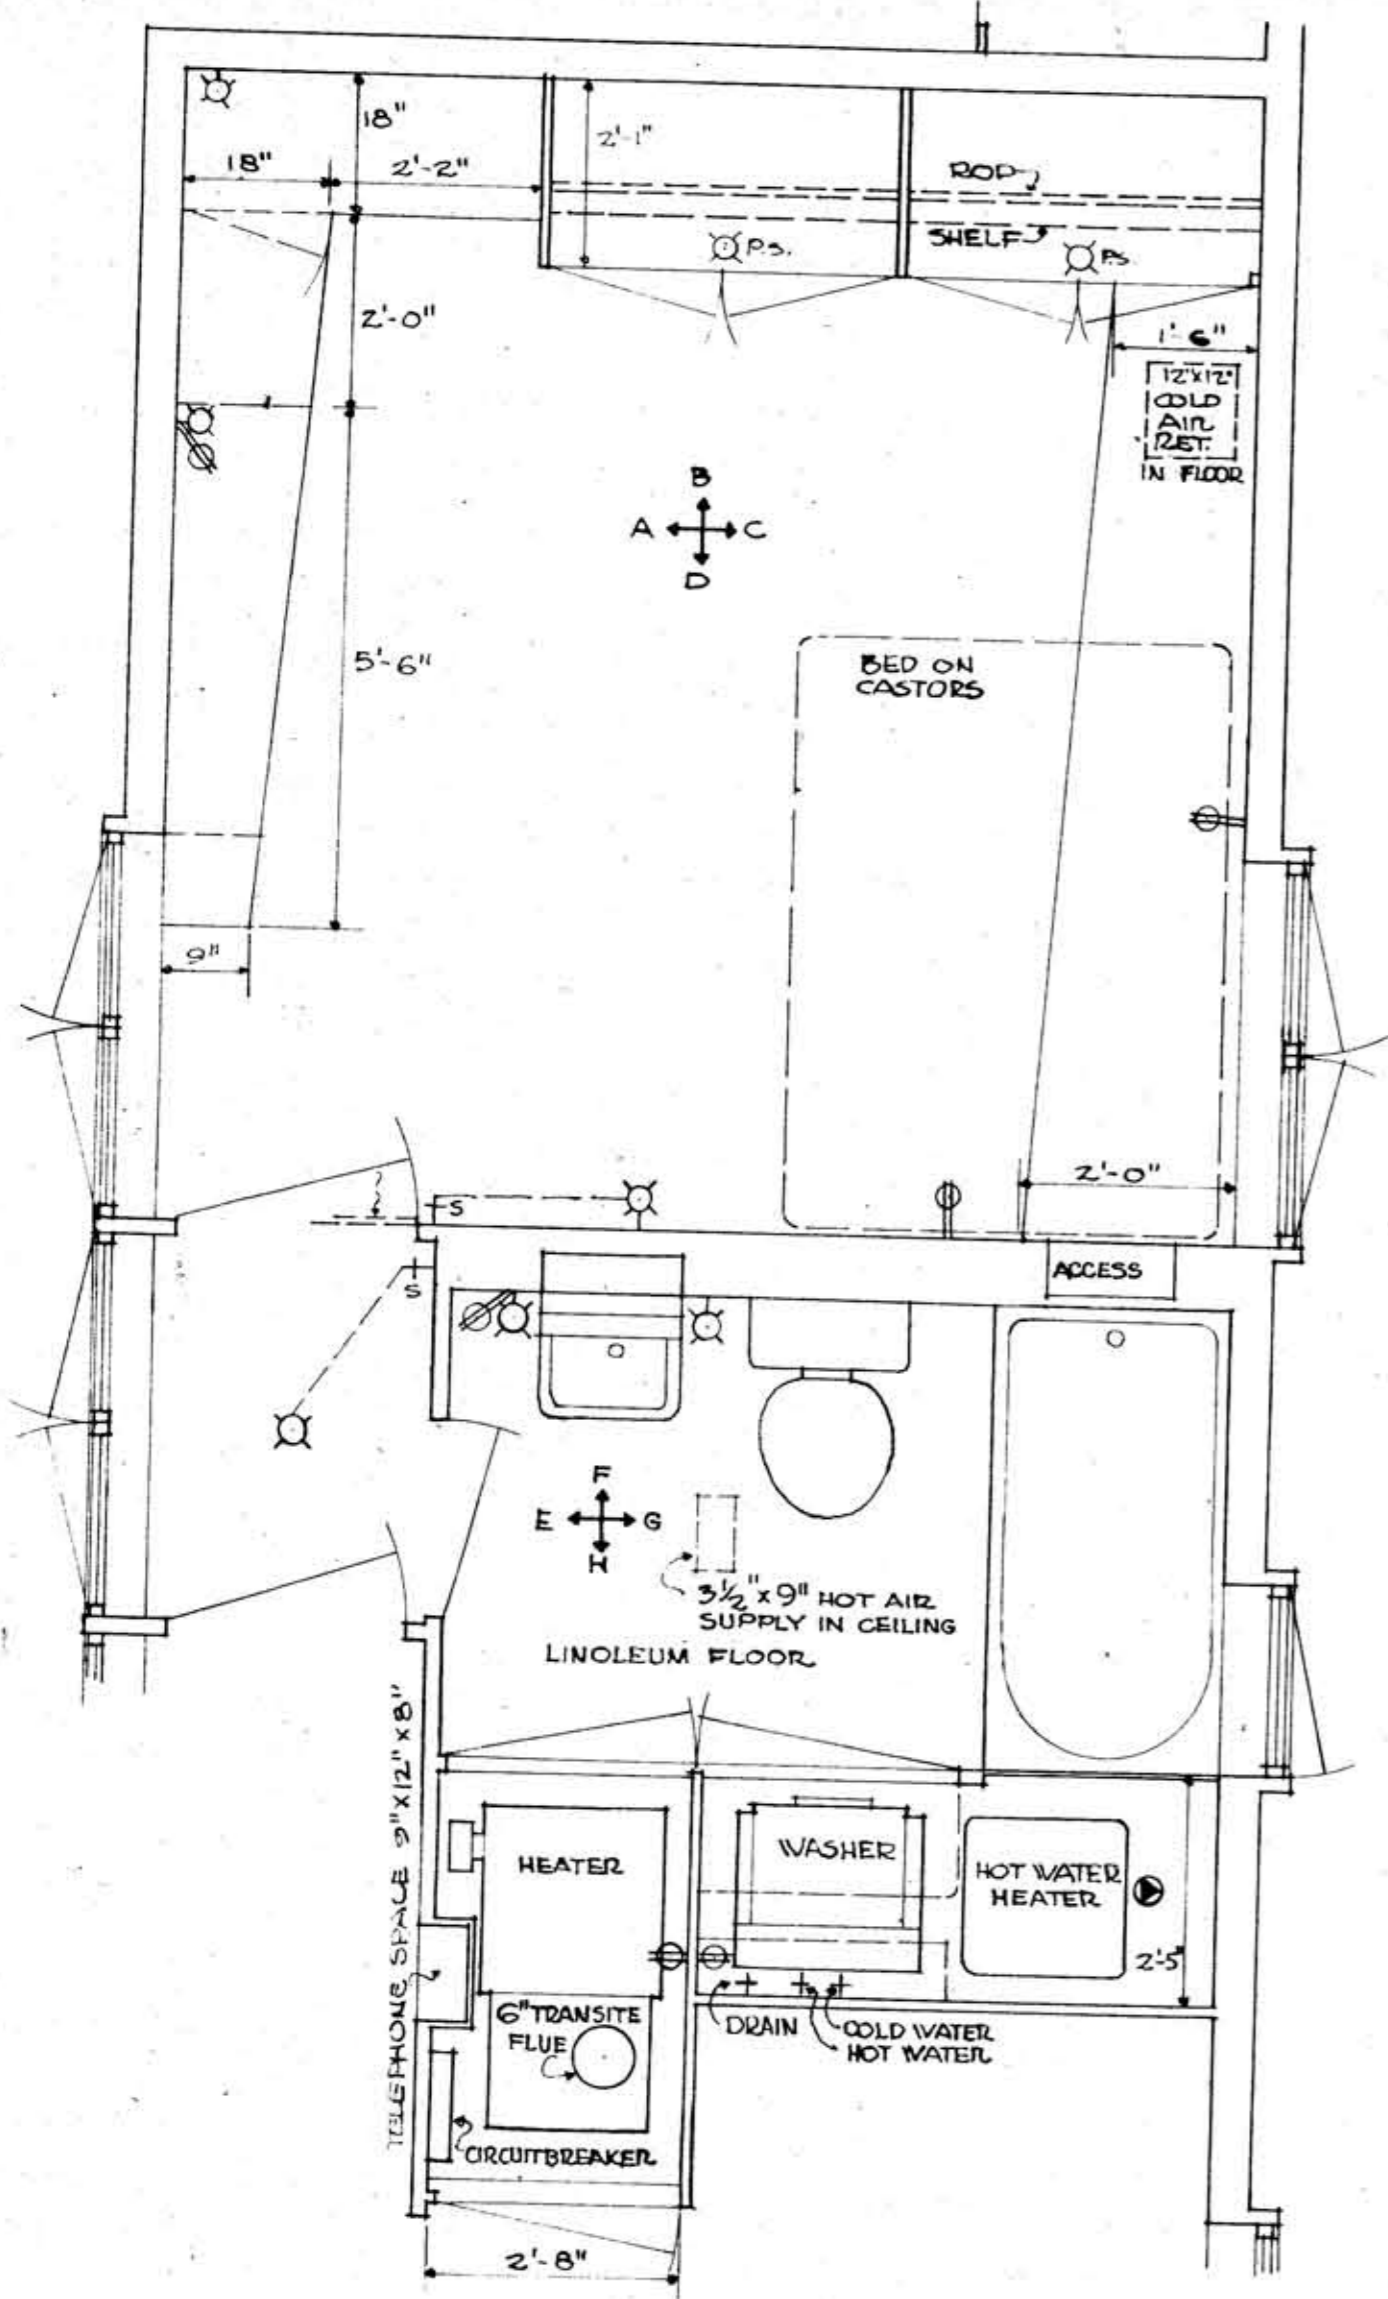 18"
2'-1"
18"
2'-2"
ROD
SHELF
P.S.
P.S.
2'-0"
1'-6"
12"x12"
COLD
AIR
RET.
IN FLOOR
B
A C
D
5'-6"
BED ON
CASTORS
9"
2'-0"
S
ACCESS
S
F
E G
H
3½" x 9" HOT AIR
SUPPLY IN CEILING
LINOLEUM FLOOR
TELEPHONE SPACE 9" x 12" x 8"
HEATER
WASHER
HOT WATER
HEATER
2'-5"
6" TRANSITE
FLUE
DRAIN
COLD WATER
HOT WATER
CIRCUITBREAKER
2'-8"